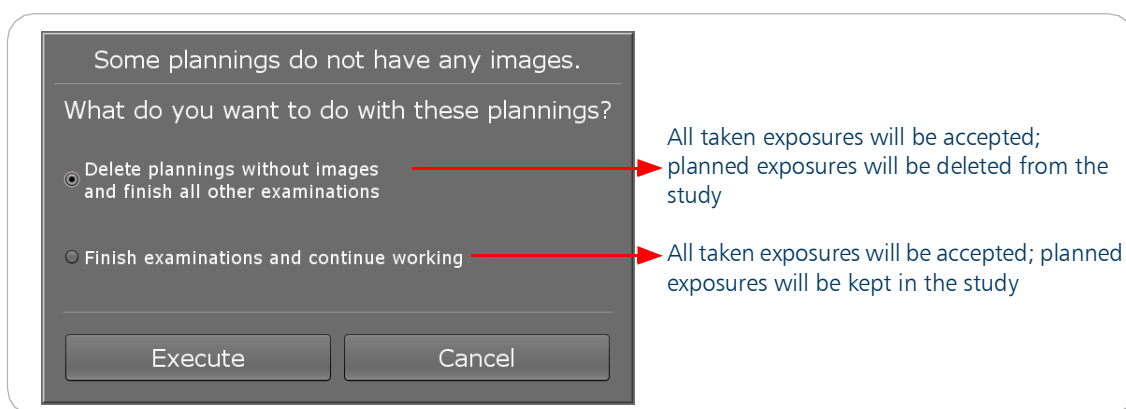 Some plannings do not have any images.
What do you want to do with these plannings?
Delete plannings without images
and finish all other examinations
All taken exposures will be accepted;
planned exposures will be deleted from the
study
Finish examinations and continue working
All taken exposures will be accepted; planned
exposures will be kept in the study
Execute
Cancel